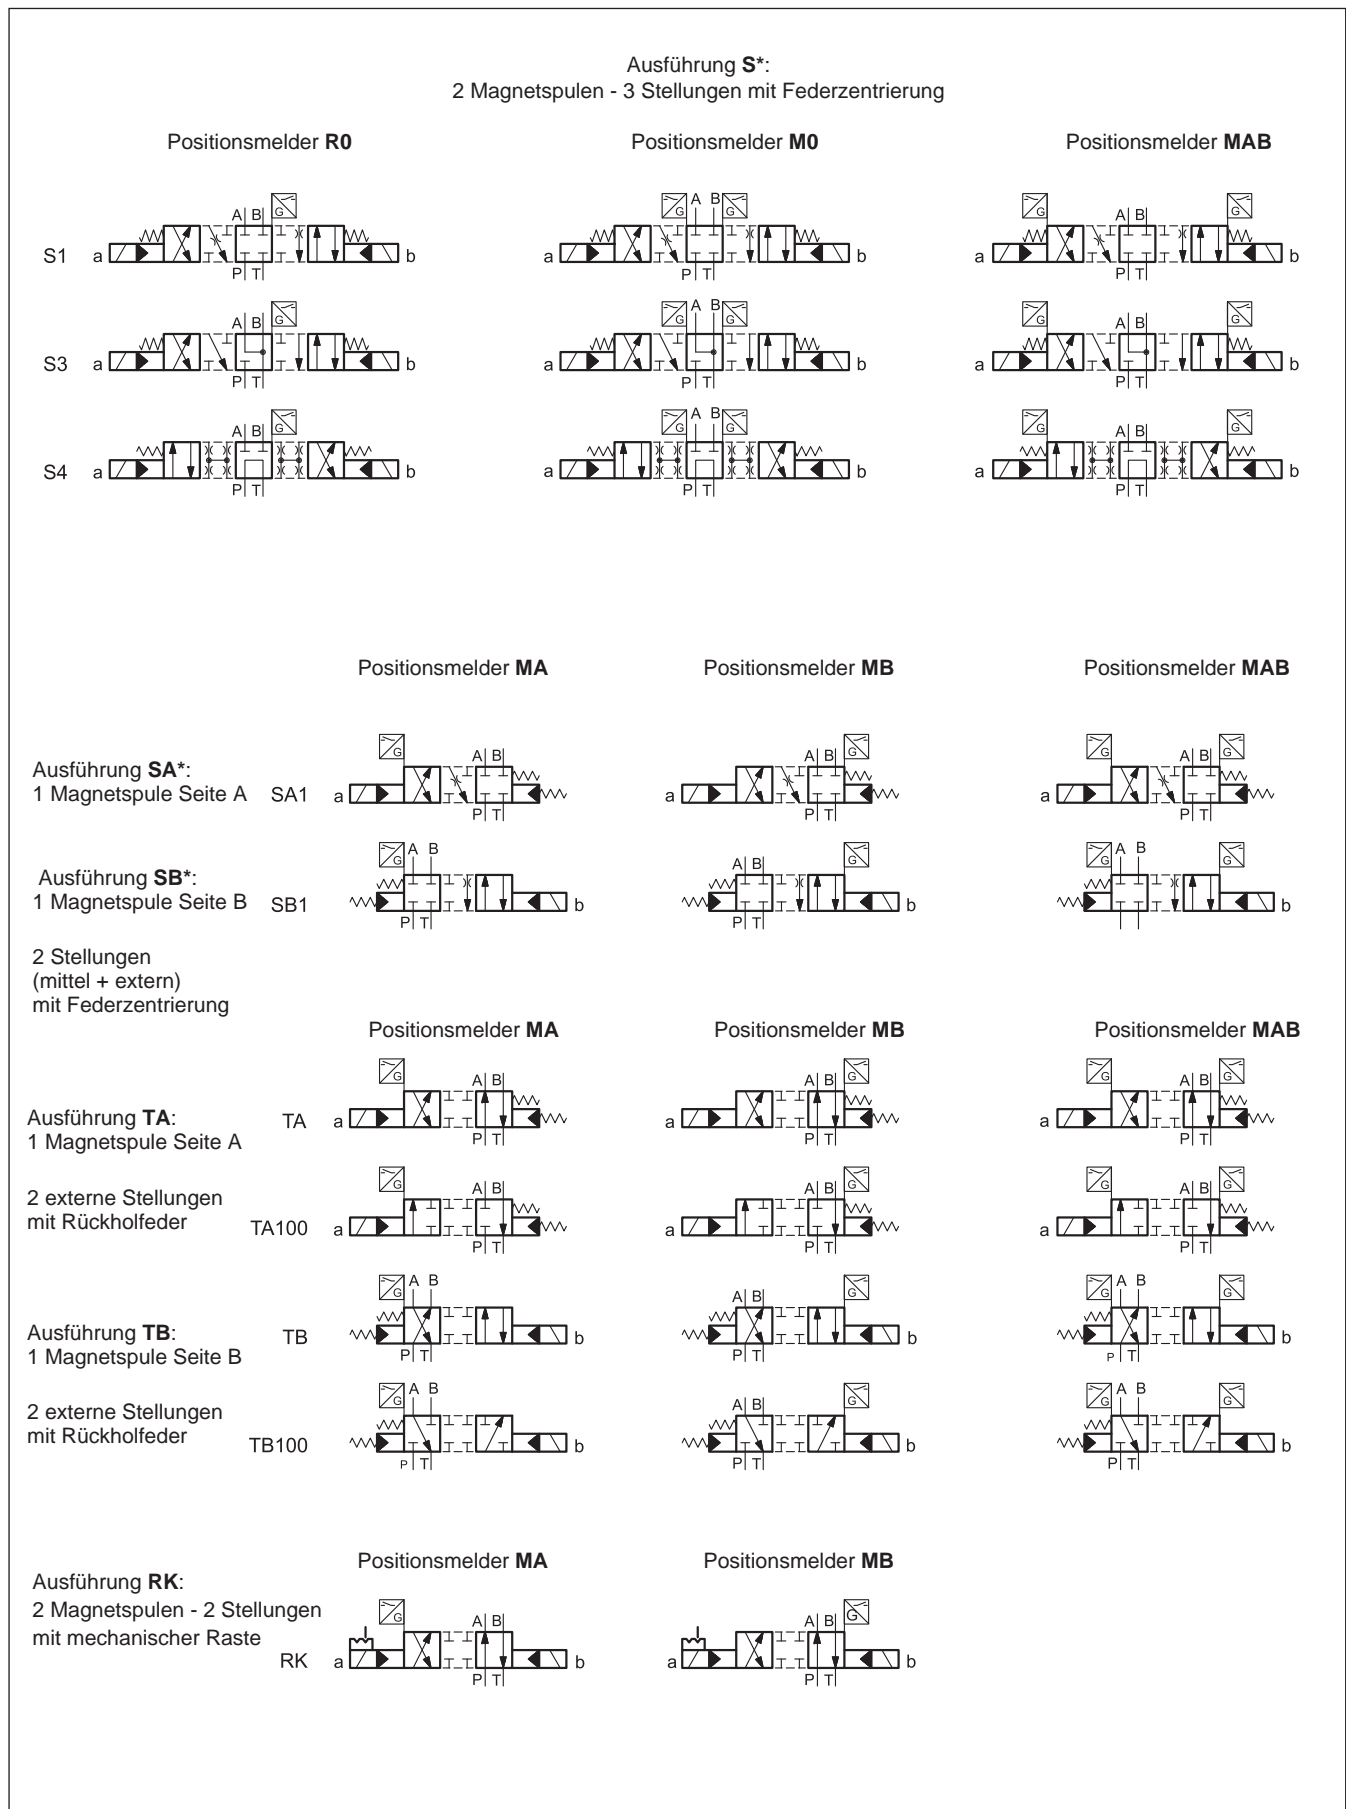 Ausführung S*:
2 Magnetspulen - 3 Stellungen mit Federzentrierung
Positionsmelder R0 Positionsmelder M0 Positionsmelder MAB
A B G G A B G G A B G
S1 a b a b a b
P T P T P T
A B G G A B G G A B G
S3 a b a b a b
P T P T P T
A B G G A B G G A B G
S4 a b a b a b
P T P T P T
Positionsmelder MA Positionsmelder MB Positionsmelder MAB
G A B A B G G A B G
Ausführung SA*:
1 Magnetspule Seite A SA1 a a a
P T P T P T
G A B A B G G A B G
Ausführung SB*:
1 Magnetspule Seite B SB1 b b b
P T P T
2 Stellungen
(mittel + extern)
mit Federzentrierung
Positionsmelder MA Positionsmelder MB Positionsmelder MAB
G A B A B G G A B G
Ausführung TA:
1 Magnetspule Seite A
TA a a a
P T P T P T
G A B A B G G A B G
2 externe Stellungen
mit Rückholfeder
TA100 a a a
P T P T P T
G A B A B G G A B G
Ausführung TB:
1 Magnetspule Seite B
TB b b b
P T P T P T
G A B A B G G A B G
2 externe Stellungen
mit Rückholfeder
TB100 b b b
P T P T P T
Positionsmelder MA Positionsmelder MB
Ausführung RK:
2 Magnetspulen - 2 Stellungen
mit mechanischer Raste
G A B A B G
RK a b a b
P T P T